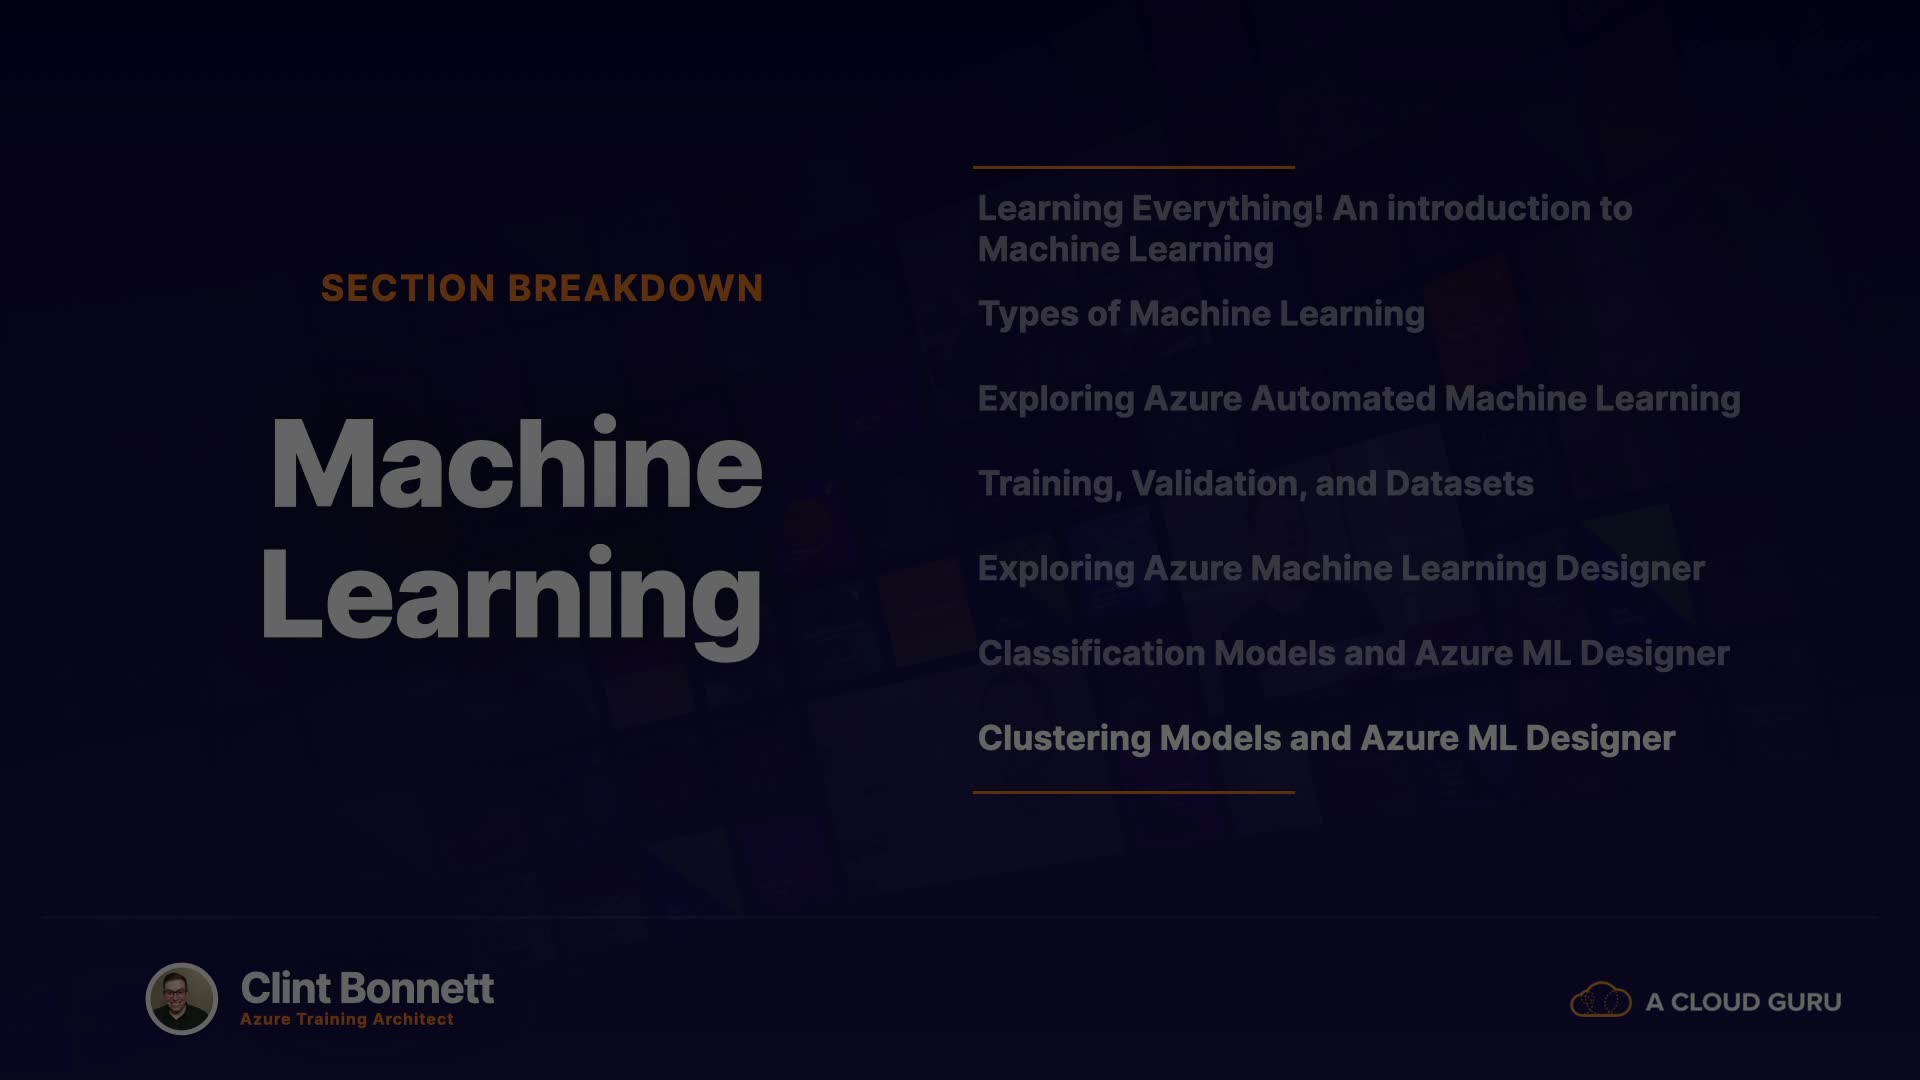 SECTION BREAKDOWN
Machine
Learning
Learning Everything! An introduction to
Machine Learning
Types of Machine Learning
Exploring Azure Automated Machine Learning
Training, Validation, and Datasets
Exploring Azure Machine Learning Designer
Classification Models and Azure ML Designer
Clustering Models and Azure ML Designer
Clint Bonnett
Azure Training Architect
A CLOUD GURU